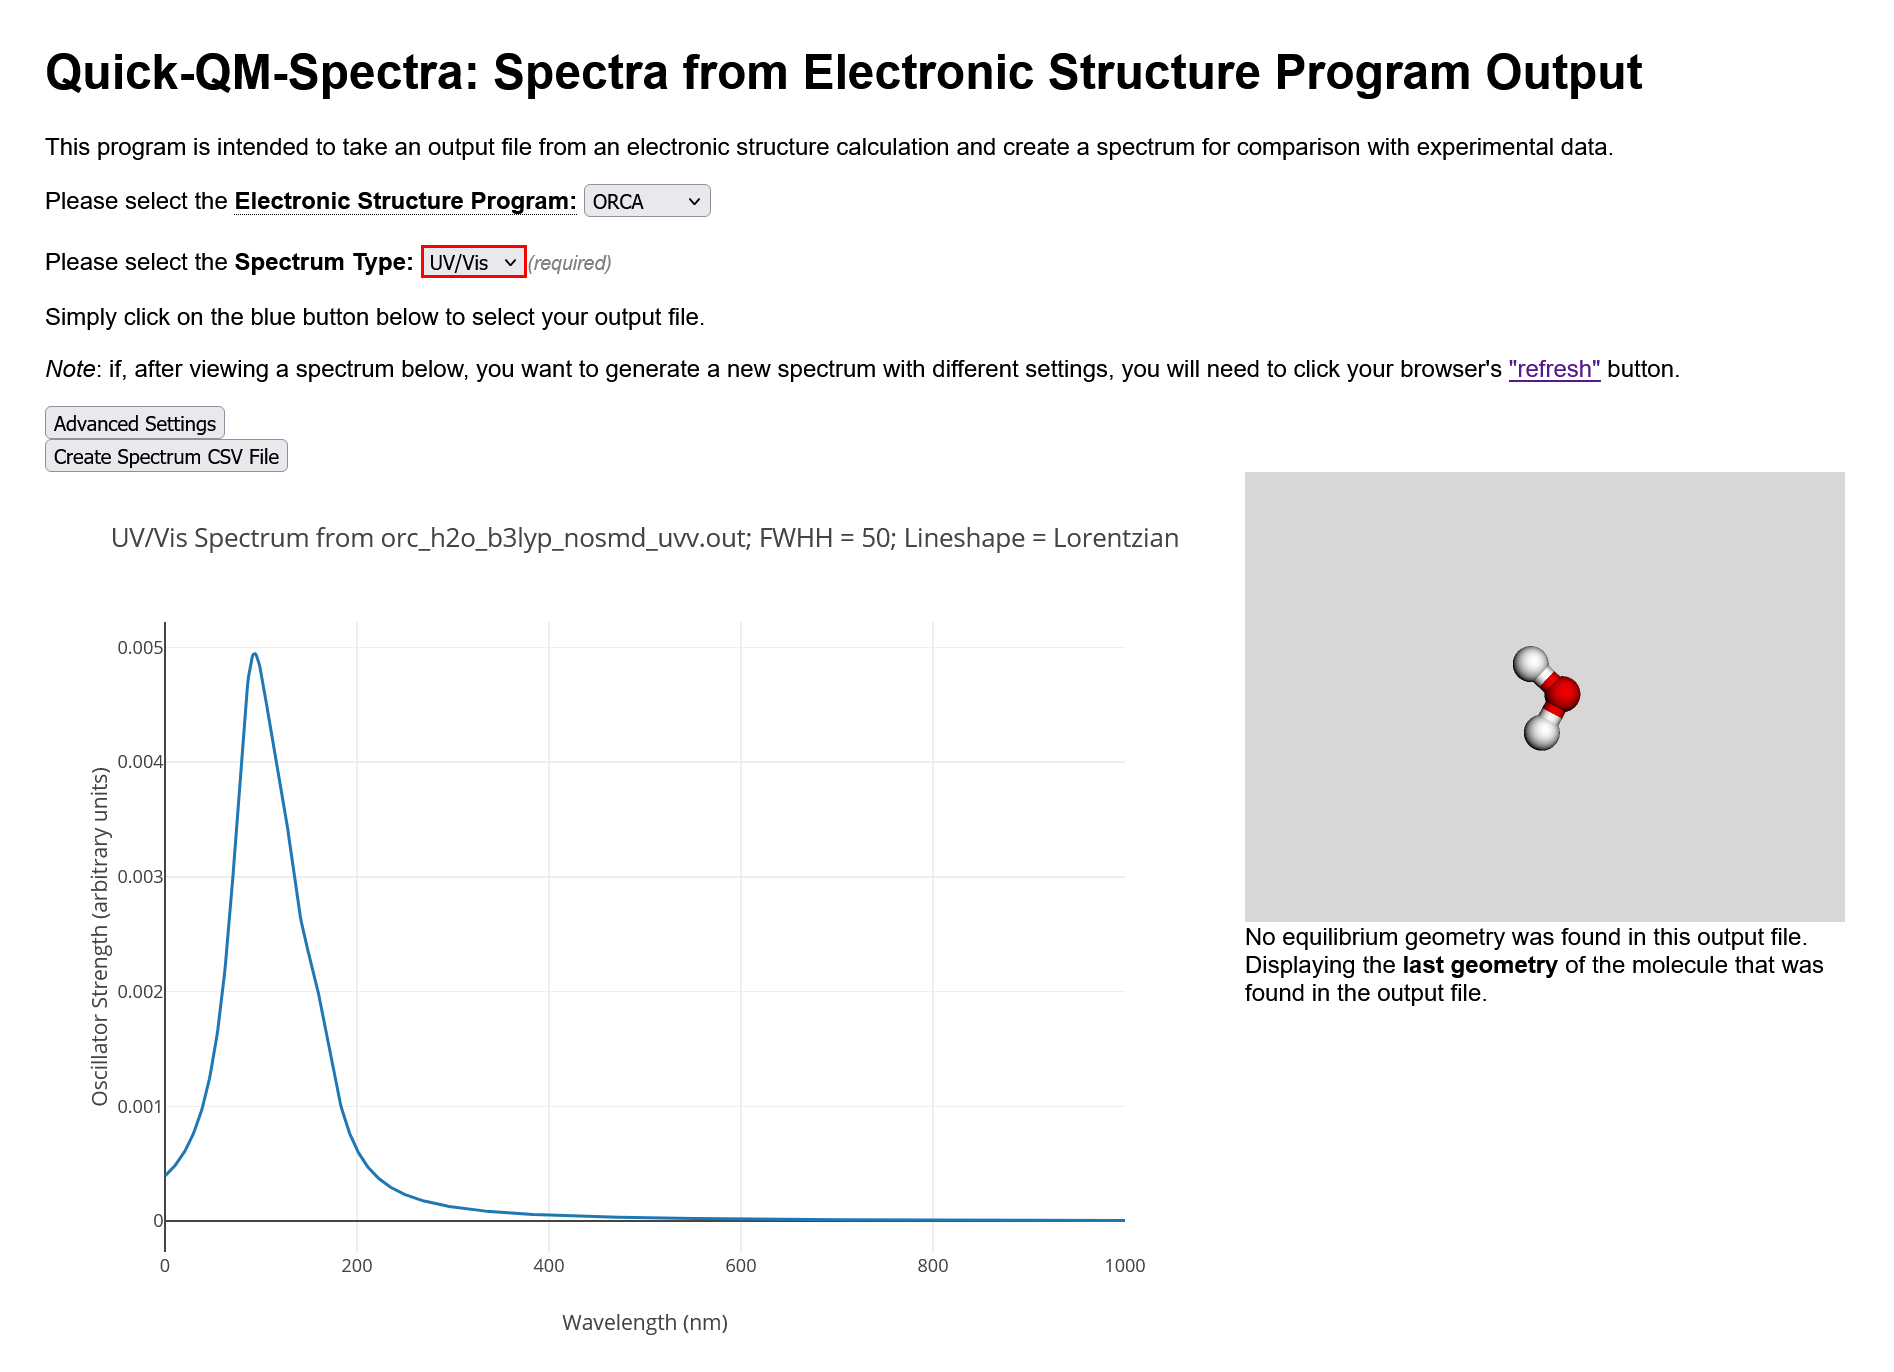 Quick-QM-Spectra: Spectra from Electronic Structure Program Output
This program is intended to take an output file from an electronic structure calculation and create a spectrum for comparison with experimental data.
Please select the Electronic Structure Program: ORCA
Please select the Spectrum Type: UV/Vis (required)
Simply click on the blue button below to select your output file.
Note: if, after viewing a spectrum below, you want to generate a new spectrum with different settings, you will need to click your browser's "refresh" button.
Advanced Settings
Create Spectrum CSV File
UV/Vis Spectrum from orc_h2o_b3lyp_nosmd_uvv.out; FWHH = 50; Lineshape = Lorentzian
Oscillator Strength (arbitrary units)
0.005
0.004
0.003
0.002
0.001
0
0 200 400 600 800 1000
Wavelength (nm)
No equilibrium geometry was found in this output file.
Displaying the last geometry of the molecule that was
found in the output file.